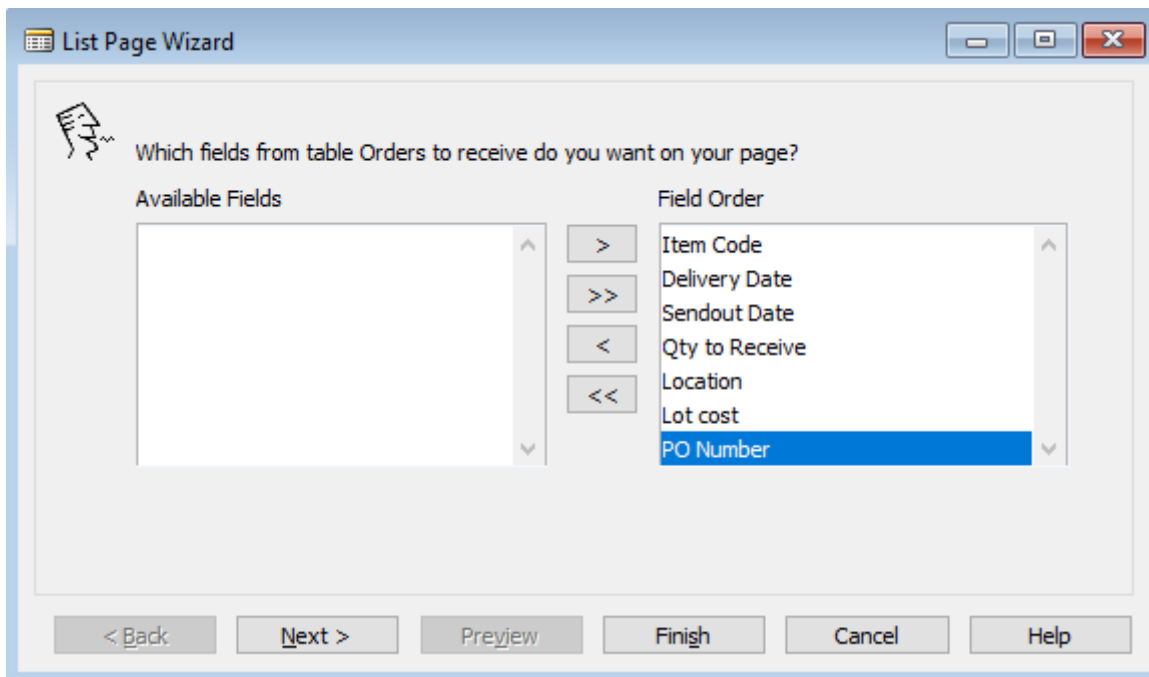 List Page Wizard
Which fields from table Orders to receive do you want on your page?
Available Fields
Field Order
>
>>
<
<<
Item Code
Delivery Date
Sendout Date
Qty to Receive
Location
Lot cost
PO Number
< Back
Next >
Preview
Finish
Cancel
Help